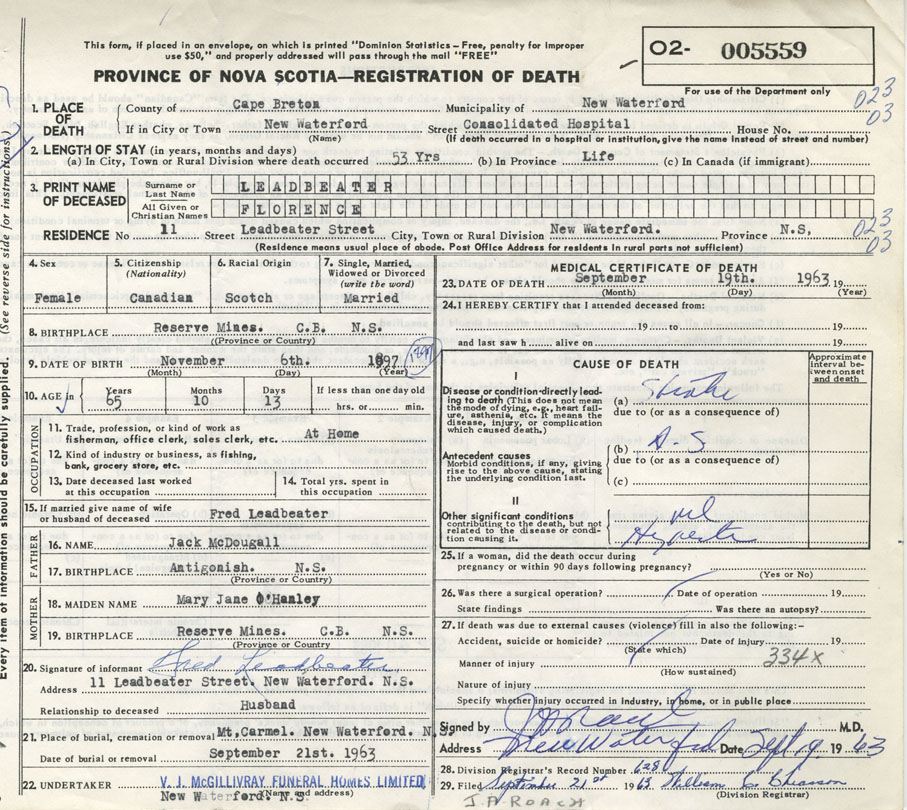 This form, if placed in an envelope, on which is printed "Dominion Statistics – Free, penalty for improper
use $50," and properly addressed will pass through the mail "FREE"
O2- 005559
For use of the Department only
PROVINCE OF NOVA SCOTIA—REGISTRATION OF DEATH
023
03
1. PLACE OF DEATH
County of Cape Breton Municipality of New Waterford
If in City or Town New Waterford Street Consolidated Hospital House No.
(Name) (If death occurred in a hospital or institution, give the name instead of street and number)
2. LENGTH OF STAY (in years, months and days)
(a) In City, Town or Rural Division where death occurred 53 Yrs (b) In Province Life (c) In Canada (if immigrant)
3. PRINT NAME OF DECEASED
Surname or Last Name LEADBEATER
All Given or Christian Names FLORENCE
RESIDENCE No 11 Street Leadbeater Street City, Town or Rural Division New Waterford. Province N.S,
023
03
(Residence means usual place of abode. Post Office Address for residents in rural parts not sufficient)
4. Sex Female
5. Citizenship (Nationality) Canadian
6. Racial Origin Scotch
7. Single, Married, Widowed or Divorced (write the word) Married
8. BIRTHPLACE Reserve Mines. C.B. N.S.
(Province or Country)
9. DATE OF BIRTH November 6th. 1897 1897
(Month) (Day) (Year)
10. AGE in Years 65 Months 10 Days 13 If less than one day old hrs. or min.
OCCUPATION
11. Trade, profession, or kind of work as fisherman, office clerk, sales clerk, etc. At Home
12. Kind of industry or business, as fishing, bank, grocery store, etc.
13. Date deceased last worked at this occupation
14. Total yrs. spent in this occupation
15. If married give name of wife or husband of deceased Fred Leadbeater
FATHER
16. NAME Jack McDougall
17. BIRTHPLACE Antigonish. N.S.
(Province or Country)
MOTHER
18. MAIDEN NAME Mary Jane O'Hanley
19. BIRTHPLACE Reserve Mines. C.B. N.S.
(Province or Country)
20. Signature of informant Fred Leadbeater
Address 11 Leadbeater Street. New Waterford. N.S.
Relationship to deceased Husband
21. Place of burial, cremation or removal Mt, Carmel. New Waterford. N.S.
Date of burial or removal September 21st. 1963
22. UNDERTAKER V. J. McGILLIVRAY FUNERAL HOMES LIMITED
New Waterford. N.S.
(Name and address)
MEDICAL CERTIFICATE OF DEATH
23. DATE OF DEATH September 19th. 1963 19
(Month) (Day) (Year)
24. I HEREBY CERTIFY that I attended deceased from:
19 to 19
and last saw h alive on 19
CAUSE OF DEATH
Approximate interval between onset and death
I
Disease or condition directly leading to death (This does not mean the mode of dying, e.g., heart failure, asthenia, etc. It means the disease, injury, or complication which caused death.)
(a) Stroke
due to (or as a consequence of)
Antecedent causes
Morbid conditions, if any, giving rise to the above cause, stating the underlying condition last.
(b) A-S
due to (or as a consequence of)
(c)
II
Other significant conditions
contributing to the death, but not related to the disease or condition causing it.
25. If a woman, did the death occur during pregnancy or within 90 days following pregnancy?
(Yes or No)
26. Was there a surgical operation? Date of operation 19
State findings Was there an autopsy?
27. If death was due to external causes (violence) fill in also the following:–
Accident, suicide or homicide? Date of injury 19
(State which) 334X
Manner of injury
(How sustained)
Nature of injury
Specify whether injury occurred in Industry, in home, or in public place
Signed by M.D.
Address New Waterford Date Sept. 19 1963
28. Division Registrar's Record Number 628
29. Filed September 21st 1963 William
(Division Registrar)
J A ROACH
Every item of information should be carefully supplied. (See reverse side for instructions)